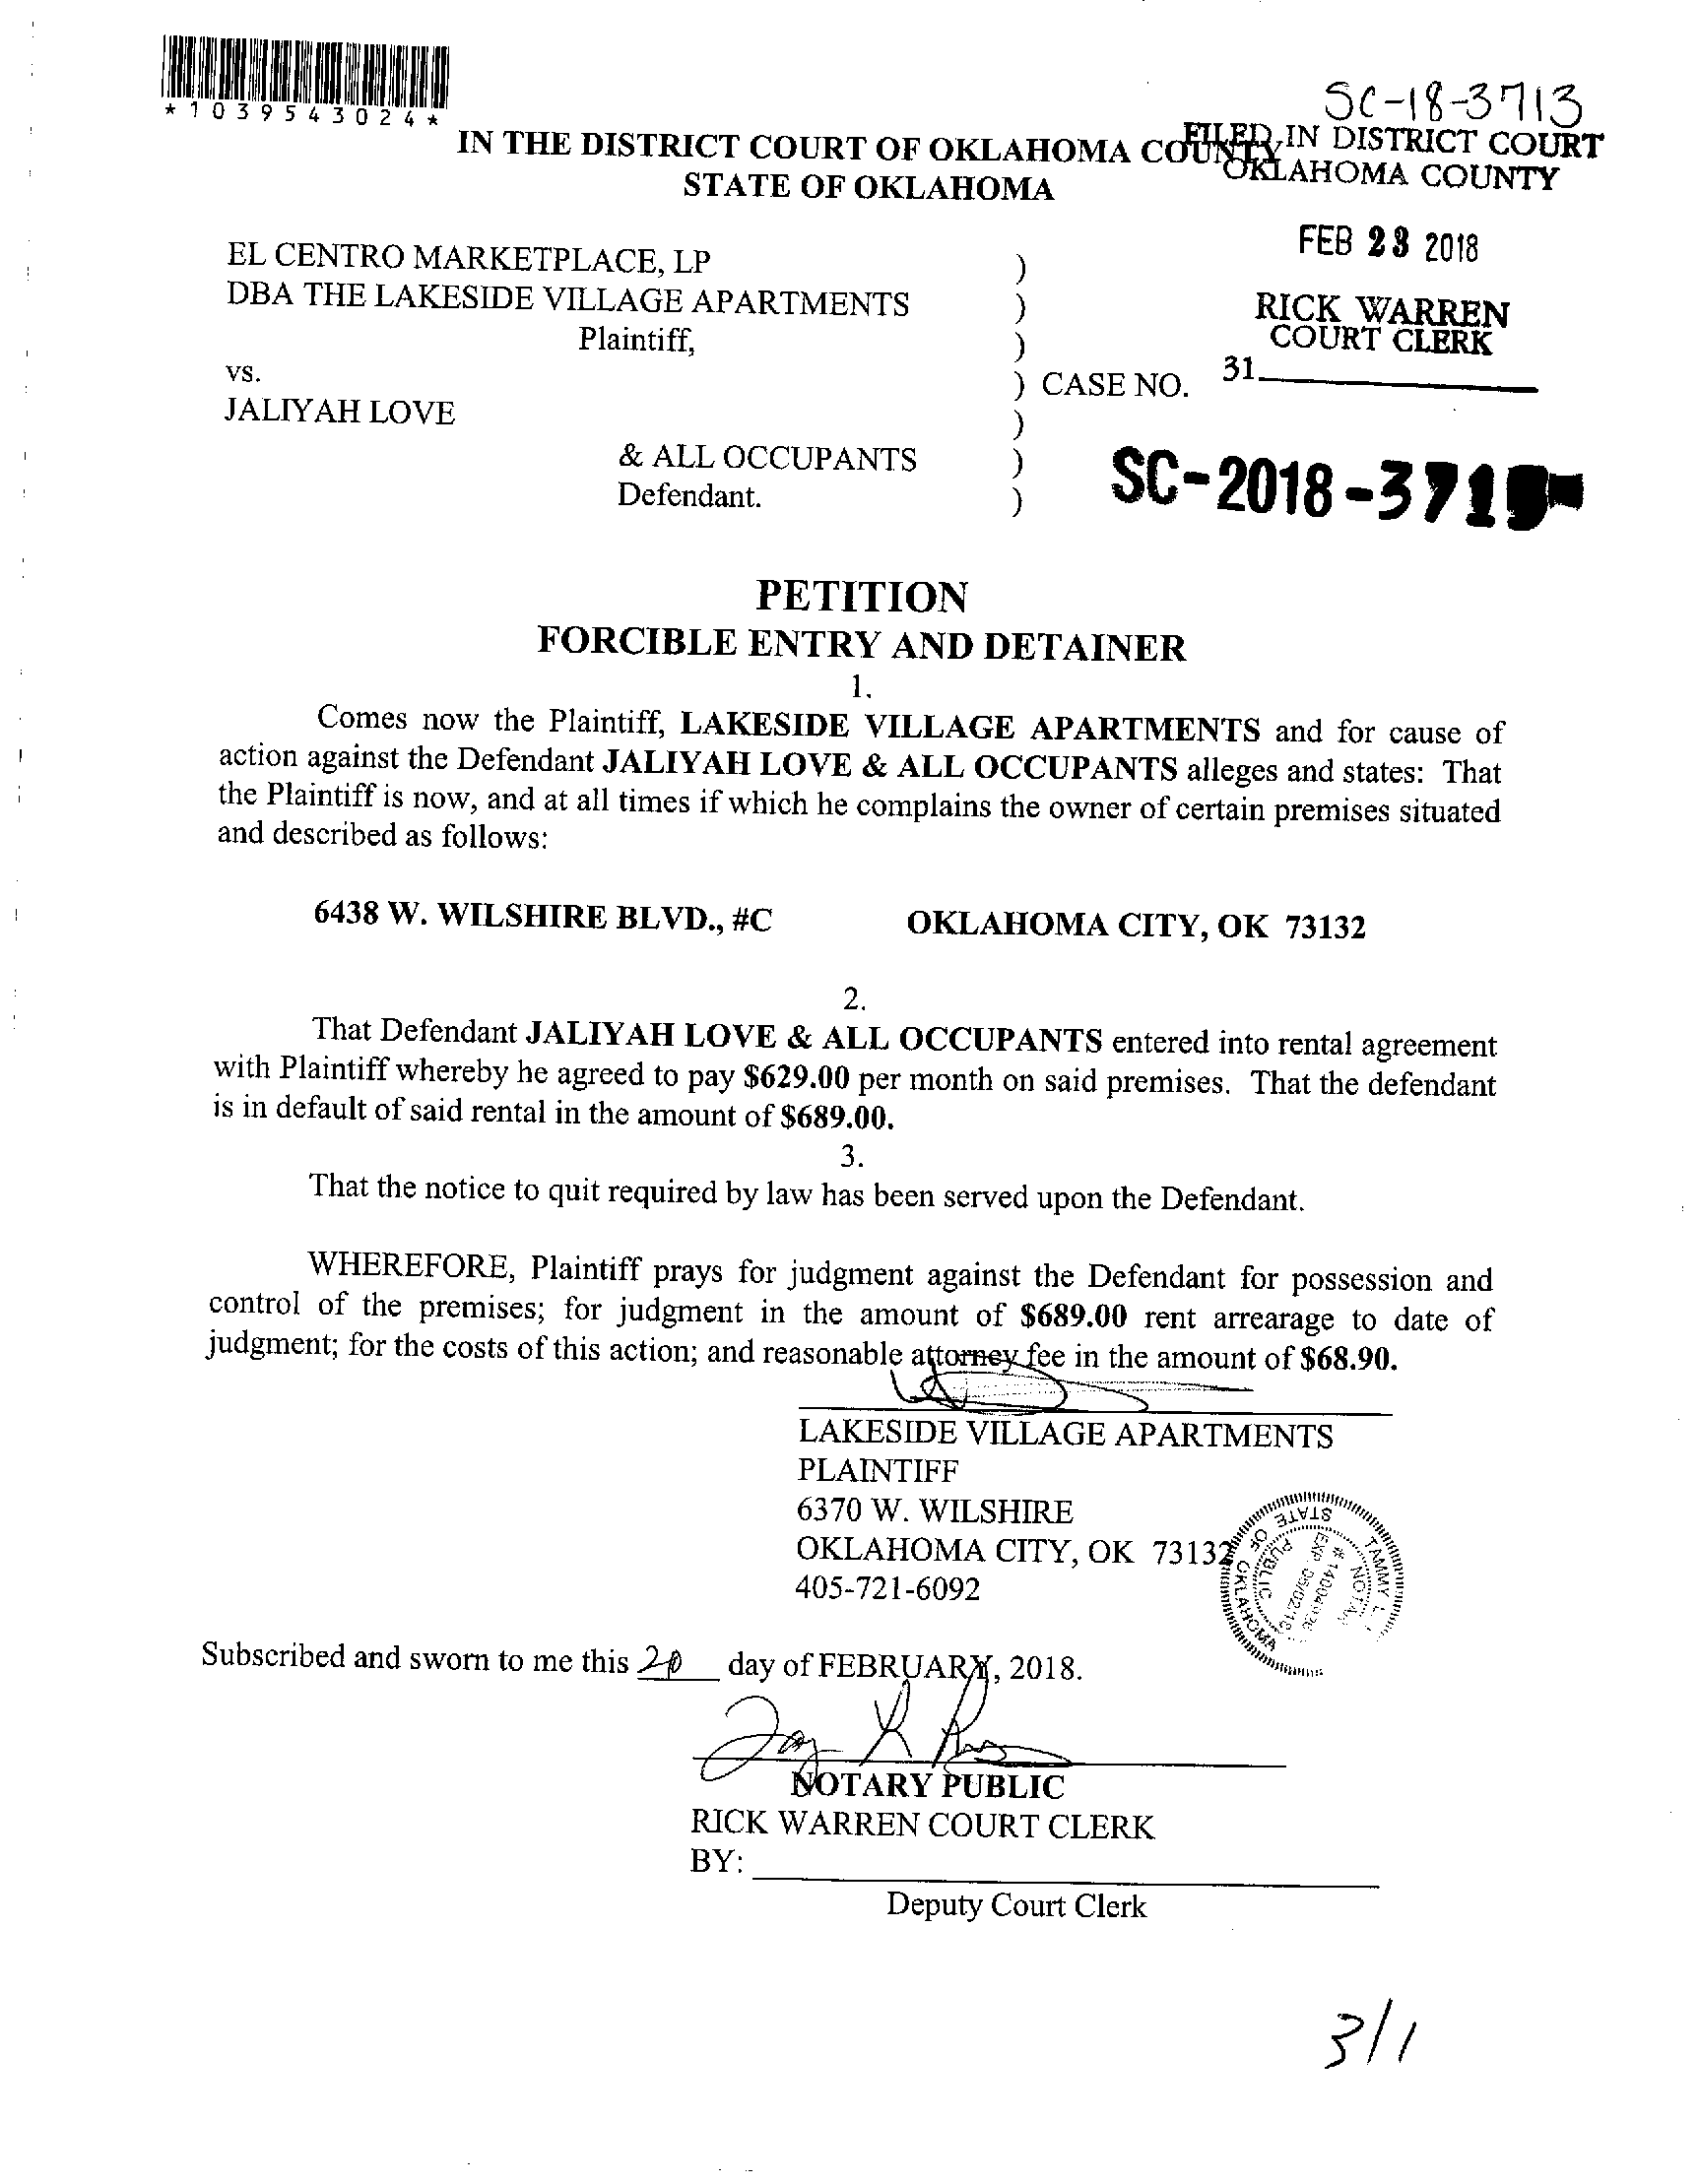 *1039543024*
SC-18-3713
IN THE DISTRICT COURT OF OKLAHOMA COUNTY
STATE OF OKLAHOMA
FILED IN DISTRICT COURT
OKLAHOMA COUNTY
FEB 23 2018
RICK WARREN
COURT CLERK
31
EL CENTRO MARKETPLACE, LP )
DBA THE LAKESIDE VILLAGE APARTMENTS )
Plaintiff, )
vs. ) CASE NO.
JALIYAH LOVE )
& ALL OCCUPANTS )
Defendant. )
SC-2018-371
PETITION
FORCIBLE ENTRY AND DETAINER
1.
Comes now the Plaintiff, LAKESIDE VILLAGE APARTMENTS and for cause of
action against the Defendant JALIYAH LOVE & ALL OCCUPANTS alleges and states: That
the Plaintiff is now, and at all times if which he complains the owner of certain premises situated
and described as follows:
6438 W. WILSHIRE BLVD., #C OKLAHOMA CITY, OK 73132
2.
That Defendant JALIYAH LOVE & ALL OCCUPANTS entered into rental agreement
with Plaintiff whereby he agreed to pay $629.00 per month on said premises. That the defendant
is in default of said rental in the amount of $689.00.
3.
That the notice to quit required by law has been served upon the Defendant.
WHEREFORE, Plaintiff prays for judgment against the Defendant for possession and
control of the premises; for judgment in the amount of $689.00 rent arrearage to date of
judgment; for the costs of this action; and reasonable attorney fee in the amount of $68.90.
LAKESIDE VILLAGE APARTMENTS
PLAINTIFF
6370 W. WILSHIRE
OKLAHOMA CITY, OK 73132
405-721-6092
TAMMY L.
STATE OF OKLAHOMA
PUBLIC
Subscribed and sworn to me this 20 day of FEBRUARY, 2018.
NOTARY PUBLIC
RICK WARREN COURT CLERK
BY:
Deputy Court Clerk
3/1